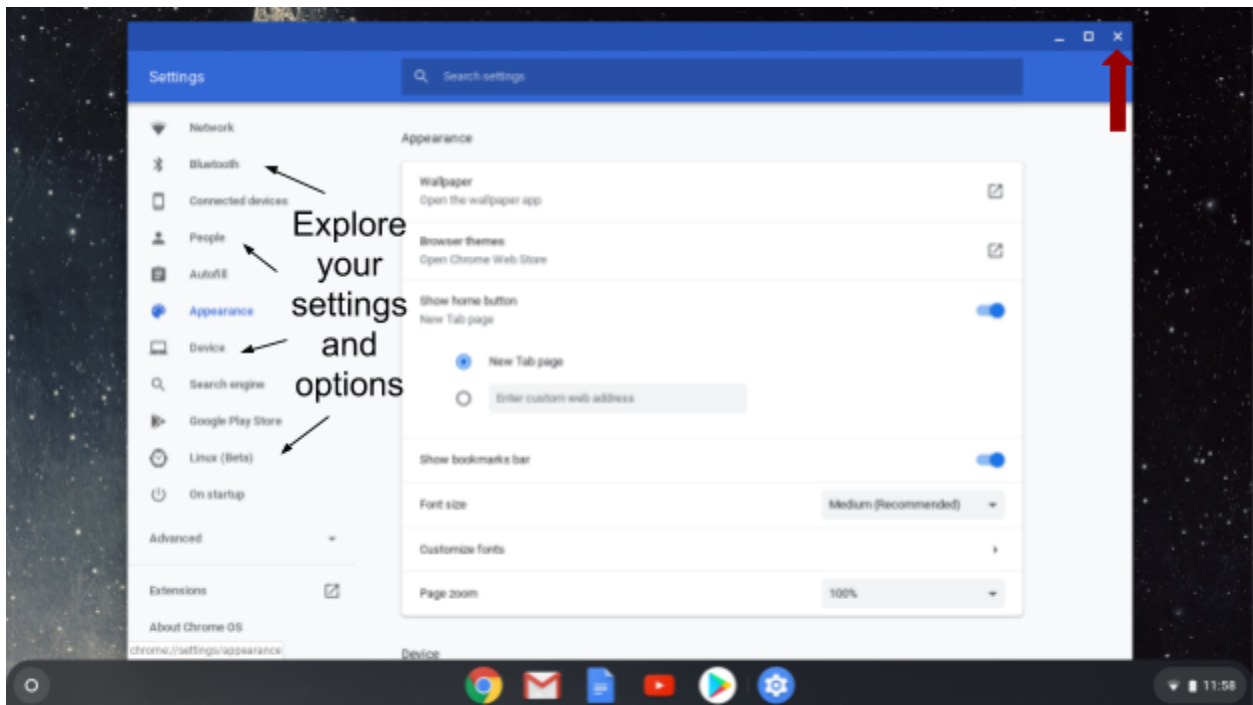 Settings
Search settings
Network
Bluetooth
Connected devices
People
Autofill
Appearance
Device
Search engine
Google Play Store
Linux (Beta)
On startup
Advanced
Extensions
About Chrome OS
chrome://settings/appearance
Explore
your
settings
and
options
Appearance
Wallpaper
Open the wallpaper app
Browser themes
Open Chrome Web Store
Show home button
New Tab page
New Tab page
Enter custom web address
Show bookmarks bar
Font size Medium (Recommended)
Customize fonts
Page zoom 100%
Device
11:58